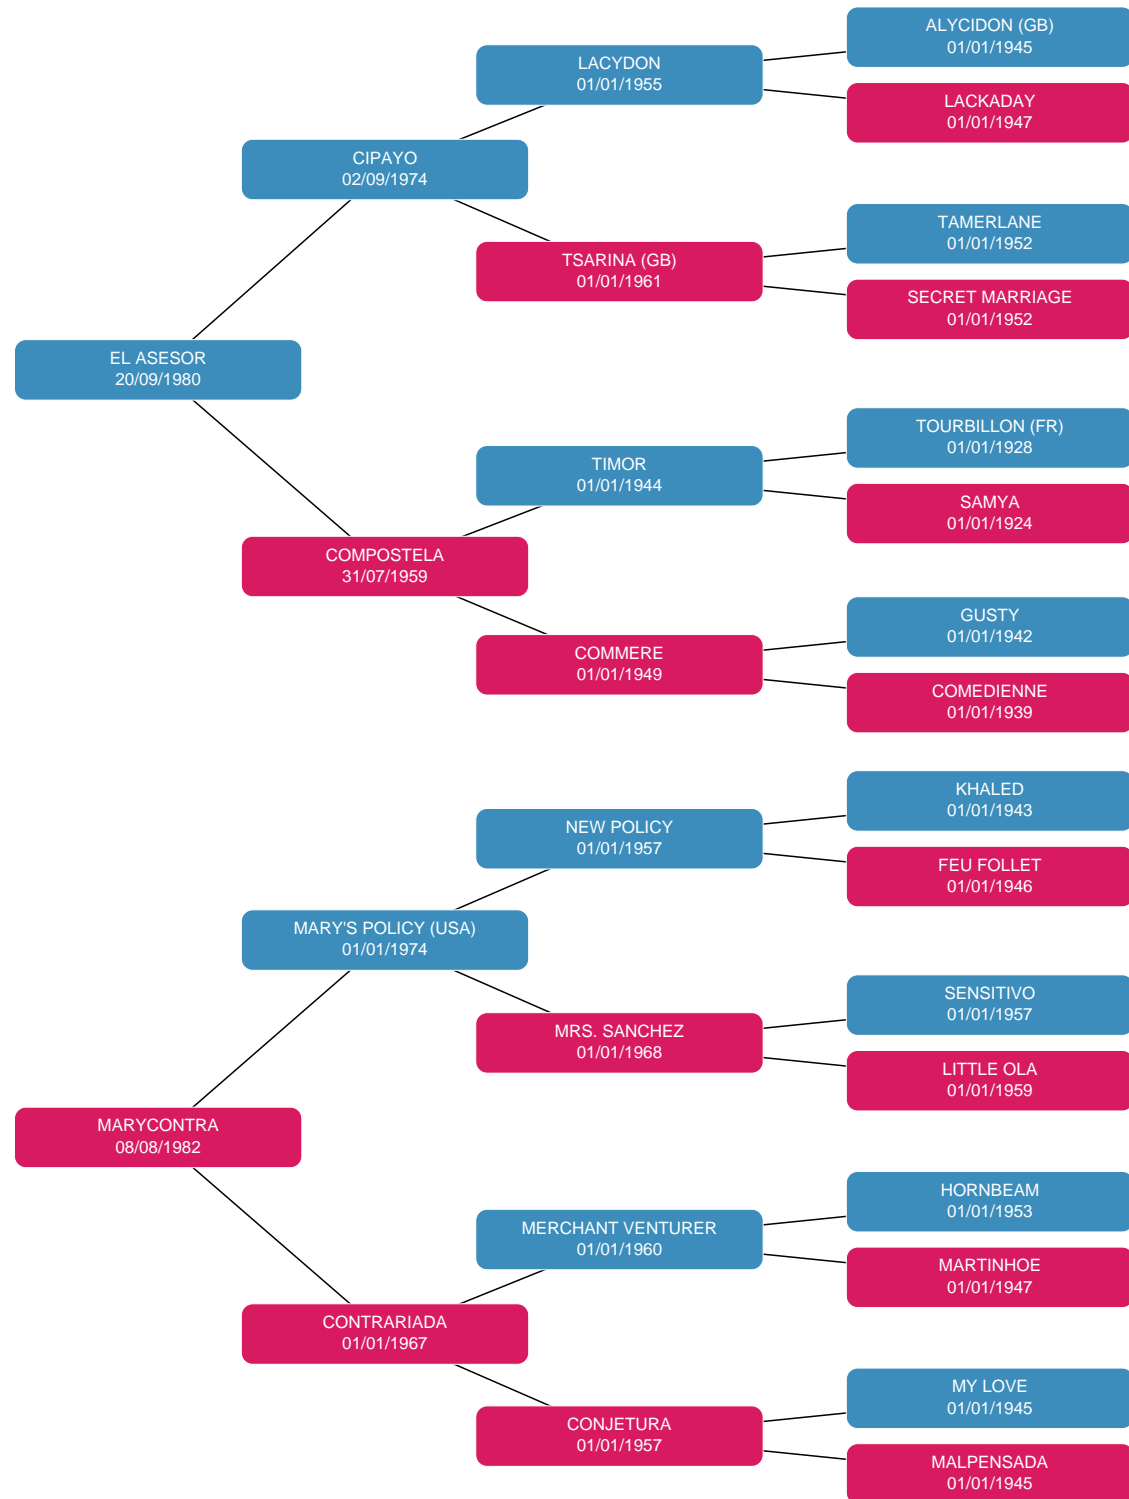 ALYCIDON (GB)
01/01/1945
LACYDON
01/01/1955
LACKADAY
01/01/1947
CIPAYO
02/09/1974
TAMERLANE
01/01/1952
TSARINA (GB)
01/01/1961
SECRET MARRIAGE
01/01/1952
EL ASESOR
20/09/1980
TOURBILLON (FR)
01/01/1928
TIMOR
01/01/1944
SAMYA
01/01/1924
COMPOSTELA
31/07/1959
GUSTY
01/01/1942
COMMERE
01/01/1949
COMEDIENNE
01/01/1939
KHALED
01/01/1943
NEW POLICY
01/01/1957
FEU FOLLET
01/01/1946
MARY'S POLICY (USA)
01/01/1974
SENSITIVO
01/01/1957
MRS. SANCHEZ
01/01/1968
LITTLE OLA
01/01/1959
MARYCONTRA
08/08/1982
HORNBEAM
01/01/1953
MERCHANT VENTURER
01/01/1960
MARTINHOE
01/01/1947
CONTRARIADA
01/01/1967
MY LOVE
01/01/1945
CONJETURA
01/01/1957
MALPENSADA
01/01/1945